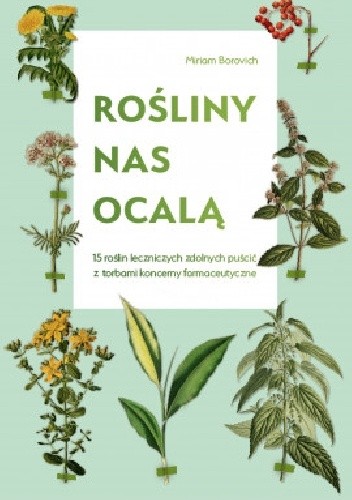 Miriam Borovich
ROŚLINY
NAS
OCALĄ
15 roślin leczniczych zdolnych puścić
z torbami koncerny farmaceutyczne